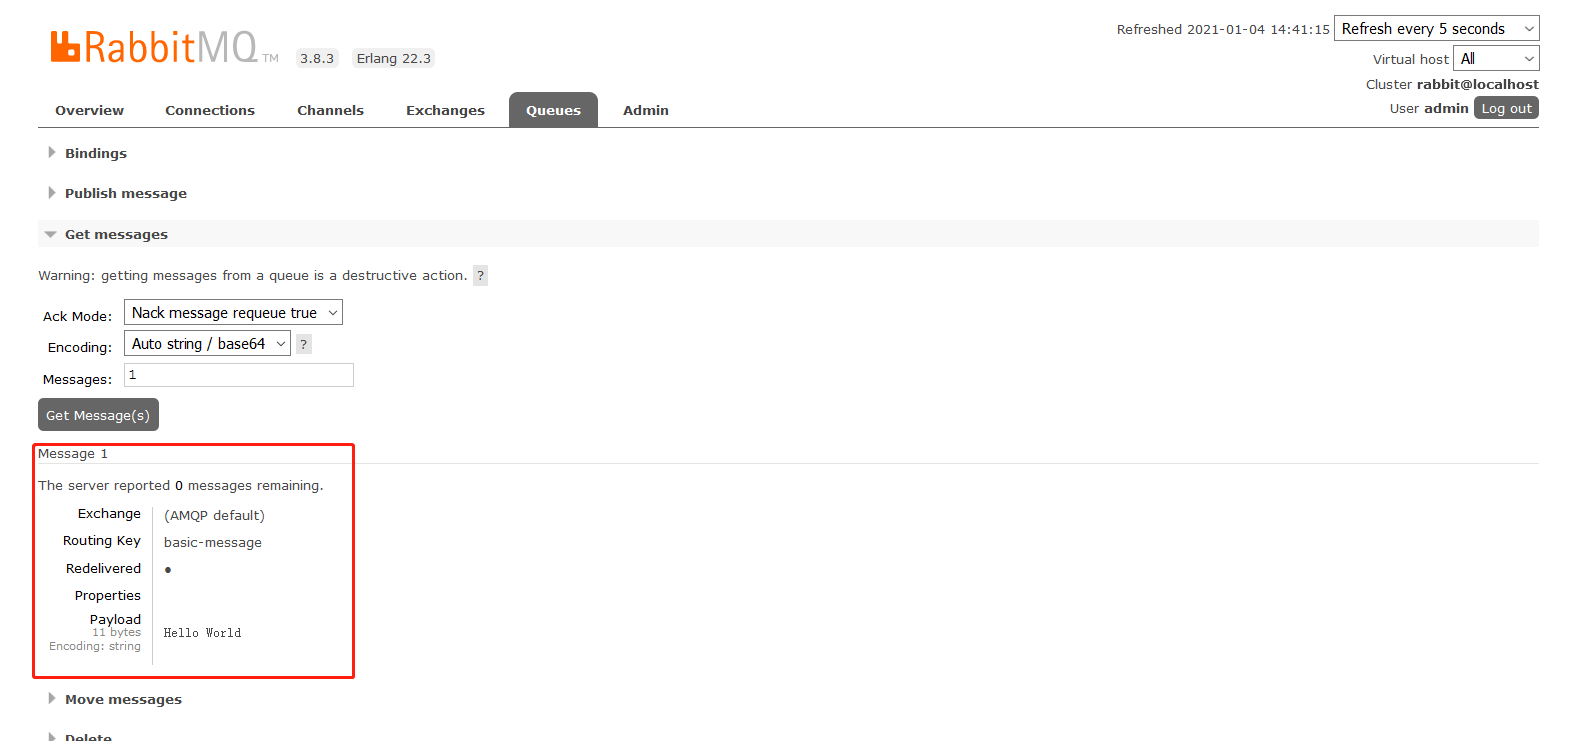 Refreshed 2021-01-04 14:41:15 Refresh every 5 seconds
RabbitMQ TM 3.8.3 Erlang 22.3
Virtual host All
Cluster rabbit@localhost
User admin Log out
Overview Connections Channels Exchanges Queues Admin
Bindings
Publish message
Get messages
Warning: getting messages from a queue is a destructive action. ?
Ack Mode: Nack message requeue true
Encoding: Auto string / base64 ?
Messages: 1
Get Message(s)
Message 1
The server reported 0 messages remaining.
Exchange (AMQP default)
Routing Key basic-message
Redelivered ●
Properties
Payload
11 bytes
Encoding: string
Hello World
Move messages
Delete